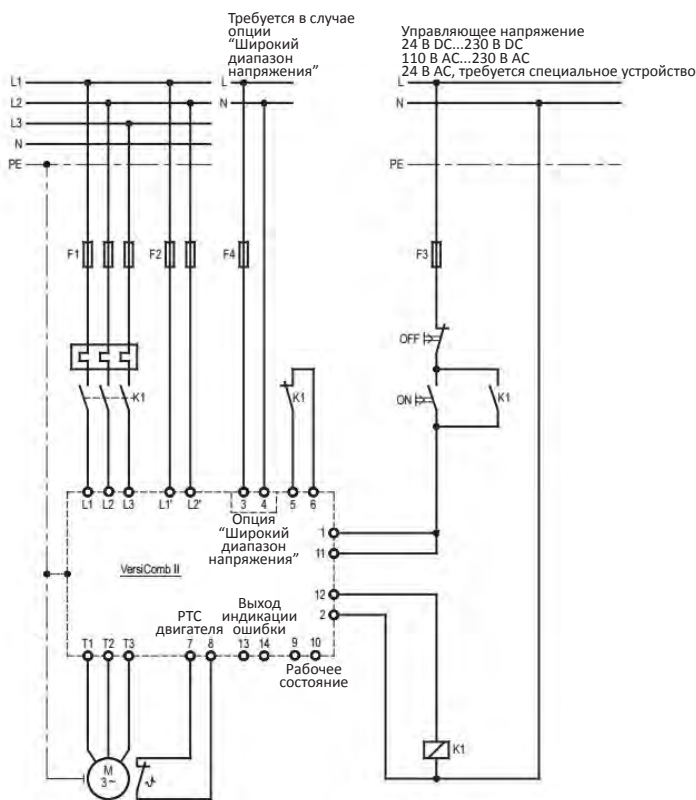 Требуется в случае
опции
“Широкий
диапазон
напряжения”
Управляющее напряжение
24 В DC...230 В DC
110 В AC...230 В AC
24 В AC, требуется специальное устройство
L1
L2
L3
N
PE
L
N
L
N
PE
F1
F2
F4
F3
OFF
ON
K1
K1
K1
L1
L2
L3
L1'
L2'
3
4
5
6
Опция
“Широкий
диапазон
напряжения”
1
11
12
2
VersiComb II
PTC
двигателя
Выход
индикации
ошибки
T1
T2
T3
7
8
13
14
9
10
Рабочее
состояние
M
3~
K1